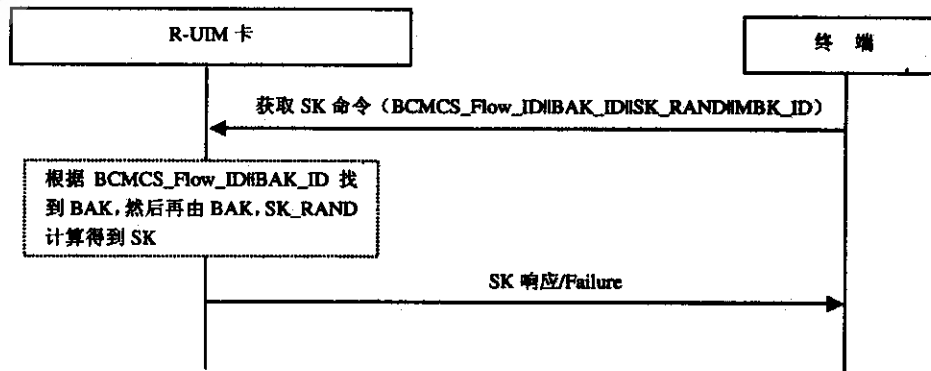 R-UIM 卡
终 端
获取 SK 命令（BCMCS_Flow_ID||BAK_ID||SK_RAND||MBK_ID）
根据 BCMCS_Flow_ID||BAK_ID 找
到 BAK，然后再由 BAK，SK_RAND
计算得到 SK
SK 响应/Failure